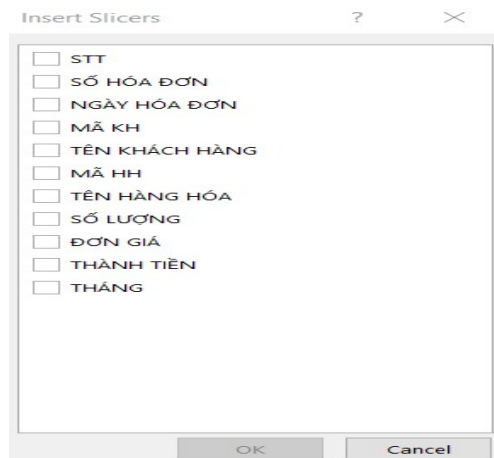 Insert Slicers ?
STT
SỐ HÓA ĐƠN
NGÀY HÓA ĐƠN
MÃ KH
TÊN KHÁCH HÀNG
MÃ HH
TÊN HÀNG HÓA
SỐ LƯỢNG
ĐƠN GIÁ
THÀNH TIỀN
THÁNG
OK Cancel